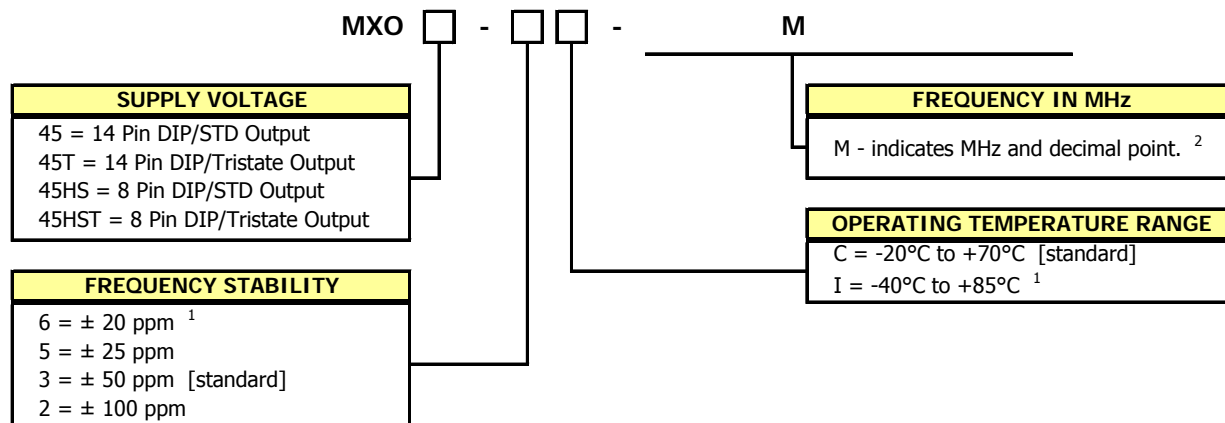 MXO - - M
SUPPLY VOLTAGE
45 = 14 Pin DIP/STD Output
45T = 14 Pin DIP/Tristate Output
45HS = 8 Pin DIP/STD Output
45HST = 8 Pin DIP/Tristate Output
FREQUENCY STABILITY
6 = ± 20 ppm ¹
5 = ± 25 ppm
3 = ± 50 ppm [standard]
2 = ± 100 ppm
FREQUENCY IN MHz
M - indicates MHz and decimal point. ²
OPERATING TEMPERATURE RANGE
C = -20°C to +70°C [standard]
I = -40°C to +85°C ¹